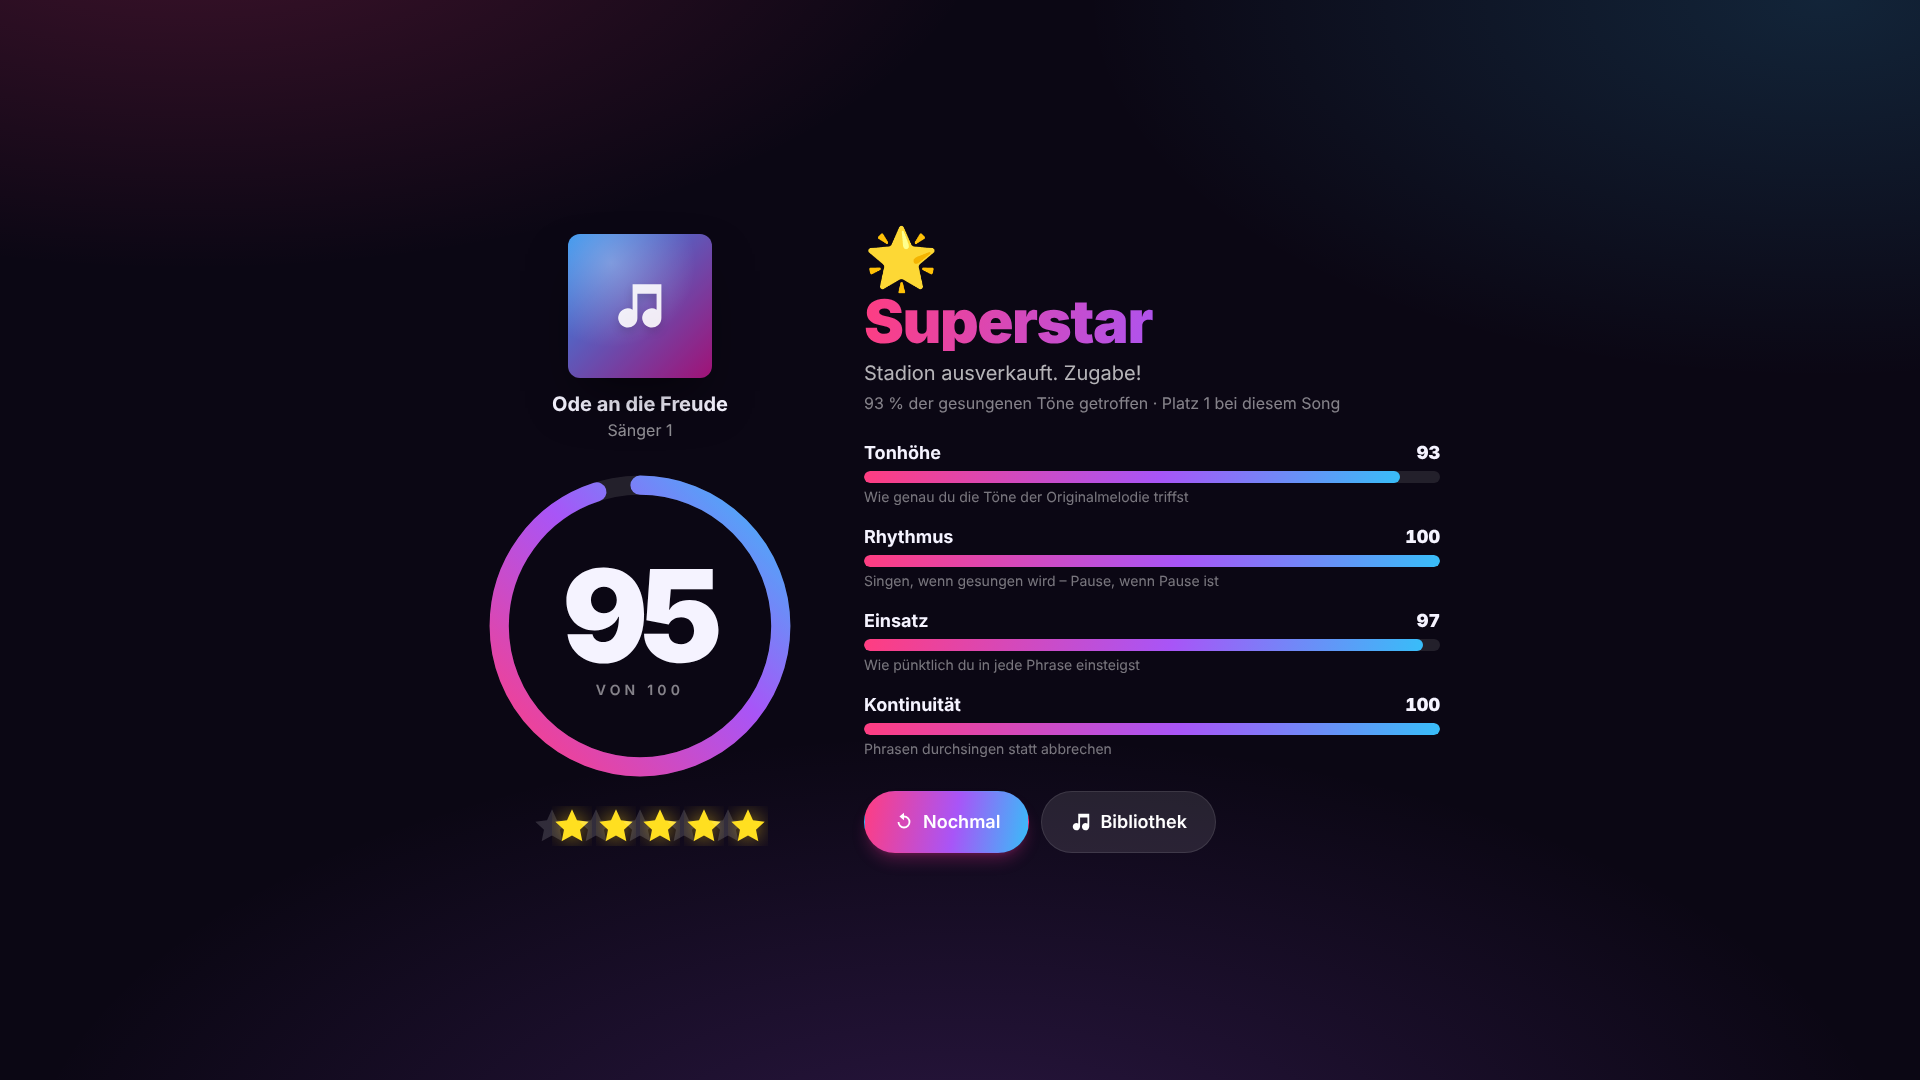 Ode an die Freude
Sänger 1
95
VON 100
Superstar
Stadion ausverkauft. Zugabe!
93 % der gesungenen Töne getroffen · Platz 1 bei diesem Song
Tonhöhe 93
Wie genau du die Töne der Originalmelodie triffst
Rhythmus 100
Singen, wenn gesungen wird – Pause, wenn Pause ist
Einsatz 97
Wie pünktlich du in jede Phrase einsteigst
Kontinuität 100
Phrasen durchsingen statt abbrechen
Nochmal Bibliothek